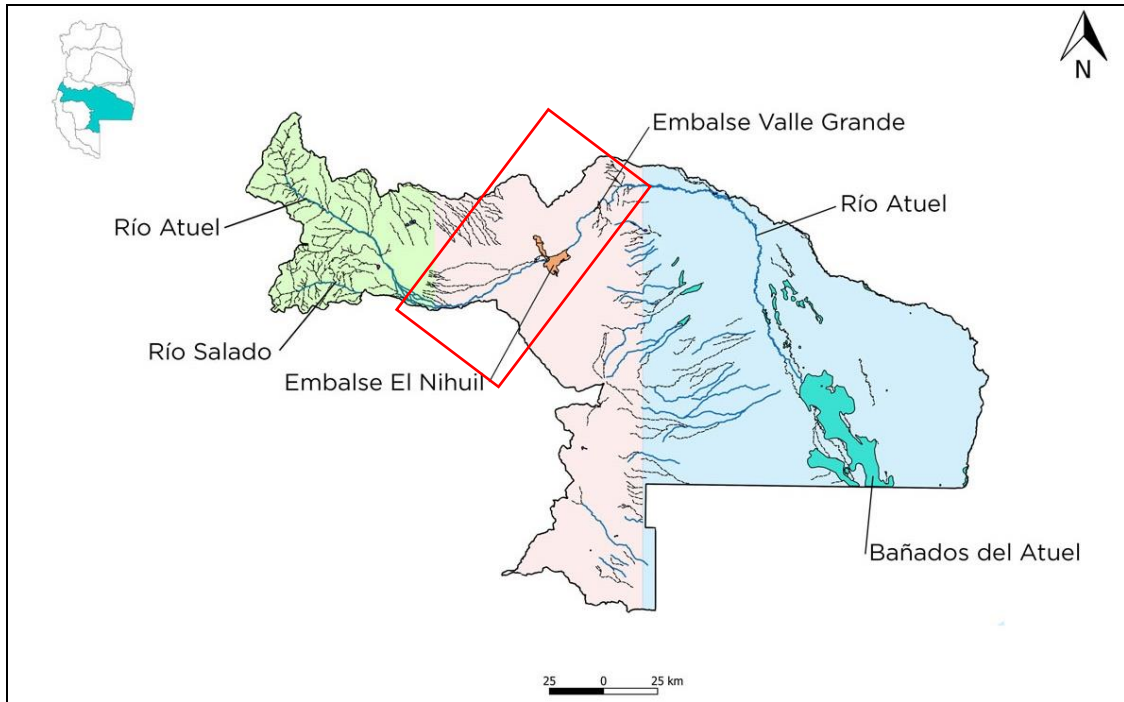 N
Embalse Valle Grande
Río Atuel
Río Atuel
Río Salado
Embalse El Nihuil
Bañados del Atuel
25 0 25 km